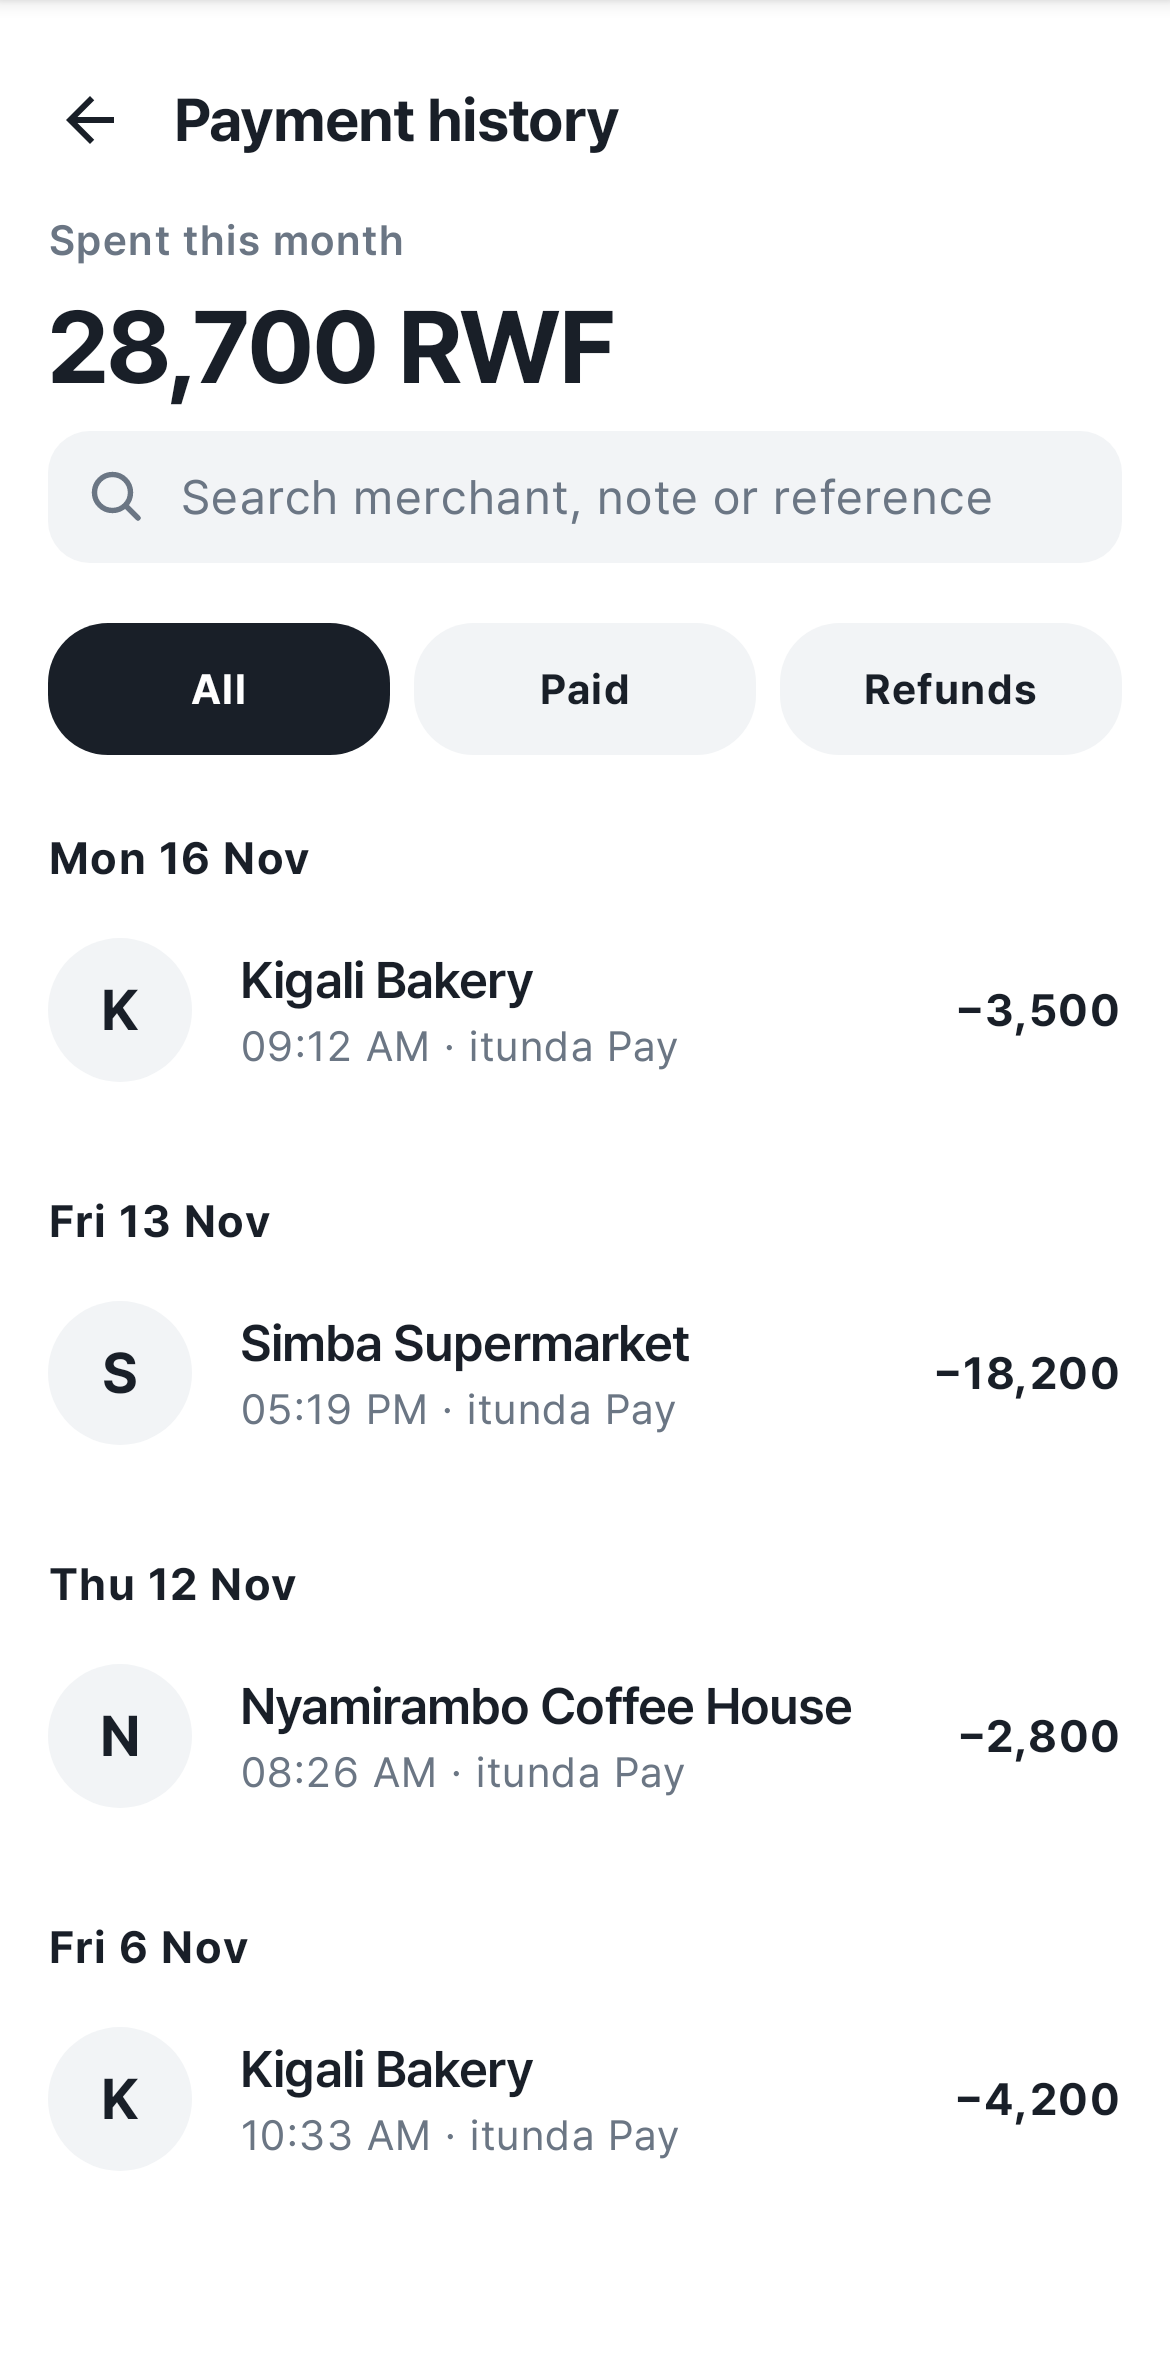 Payment history
Spent this month
28,700 RWF
Search merchant, note or reference
All
Paid
Refunds
Mon 16 Nov
K
Kigali Bakery
09:12 AM · itunda Pay
−3,500
Fri 13 Nov
S
Simba Supermarket
05:19 PM · itunda Pay
−18,200
Thu 12 Nov
N
Nyamirambo Coffee House
08:26 AM · itunda Pay
−2,800
Fri 6 Nov
K
Kigali Bakery
10:33 AM · itunda Pay
−4,200